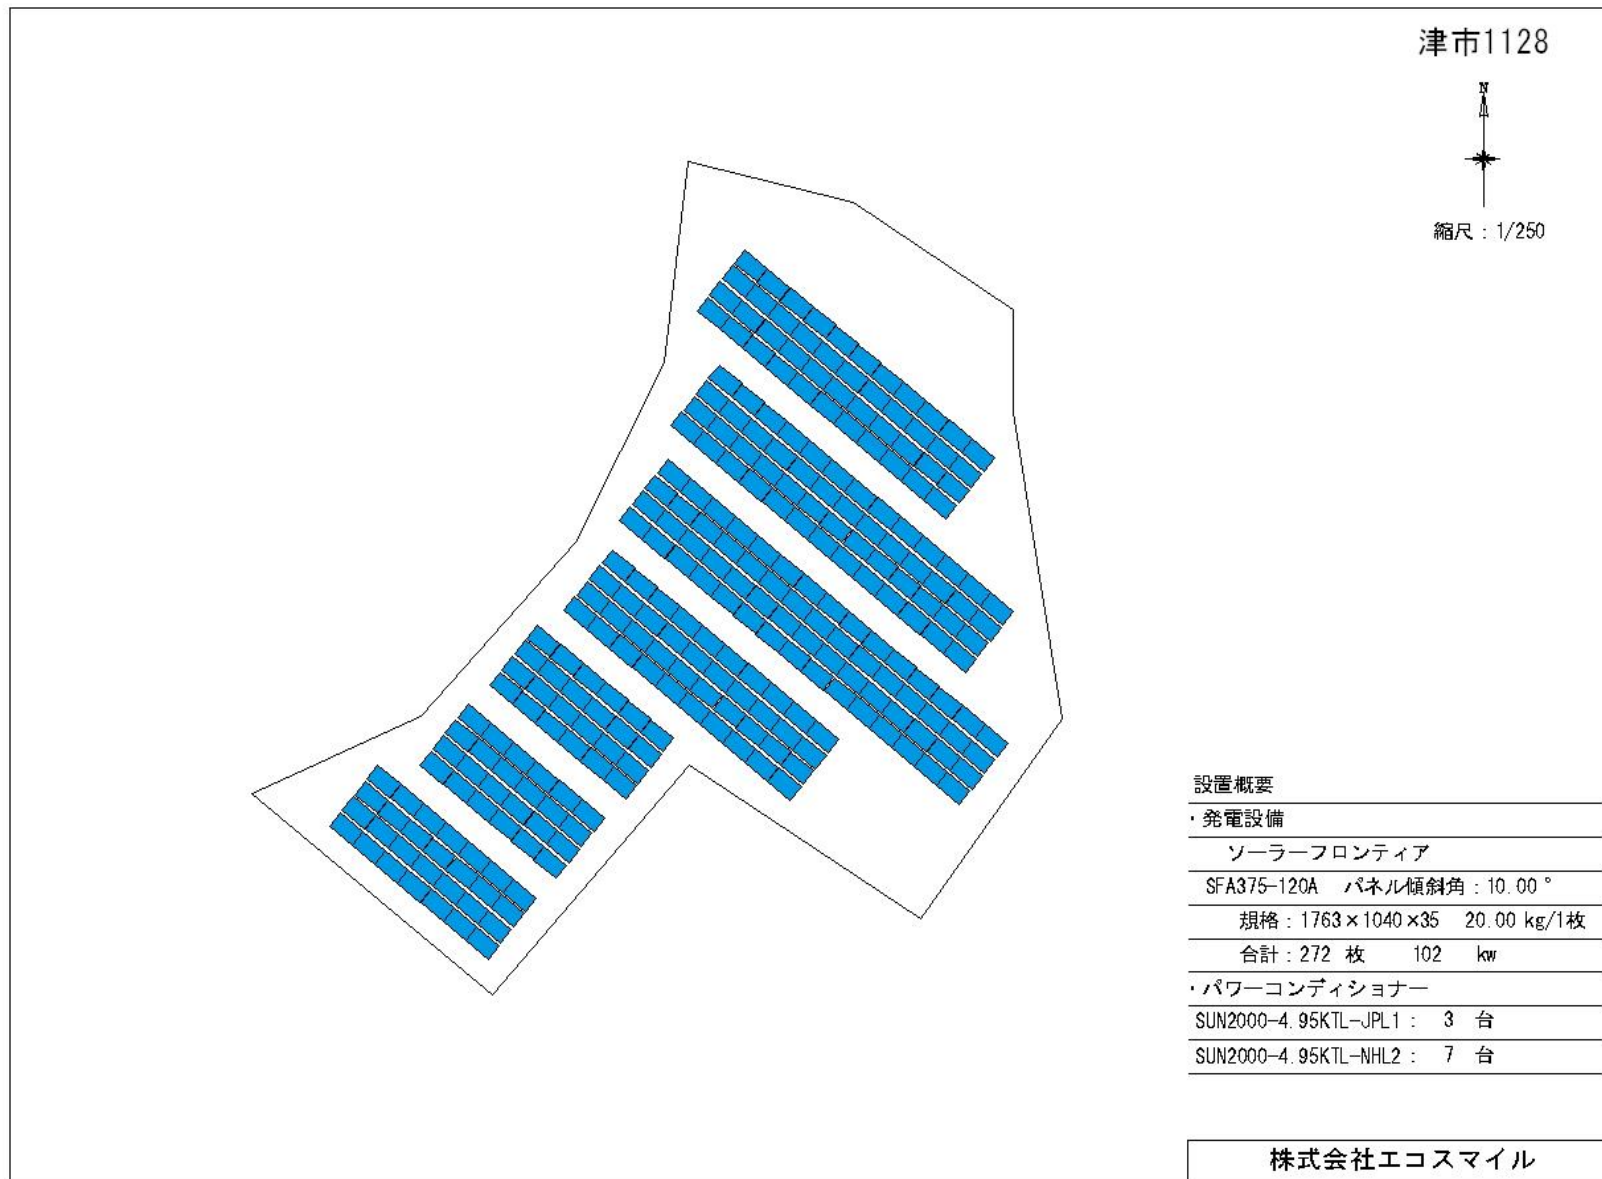 津市1128
N
縮尺：1/250
設置概要
・発電設備
ソーラーフロンティア
SFA375-120A パネル傾斜角：10.00°
規格：1763×1040×35 20.00 kg/1枚
合計：272 枚 102 kw
・パワーコンディショナー
SUN2000-4.95KTL-JPL1： 3 台
SUN2000-4.95KTL-NHL2： 7 台
株式会社エコスマイル